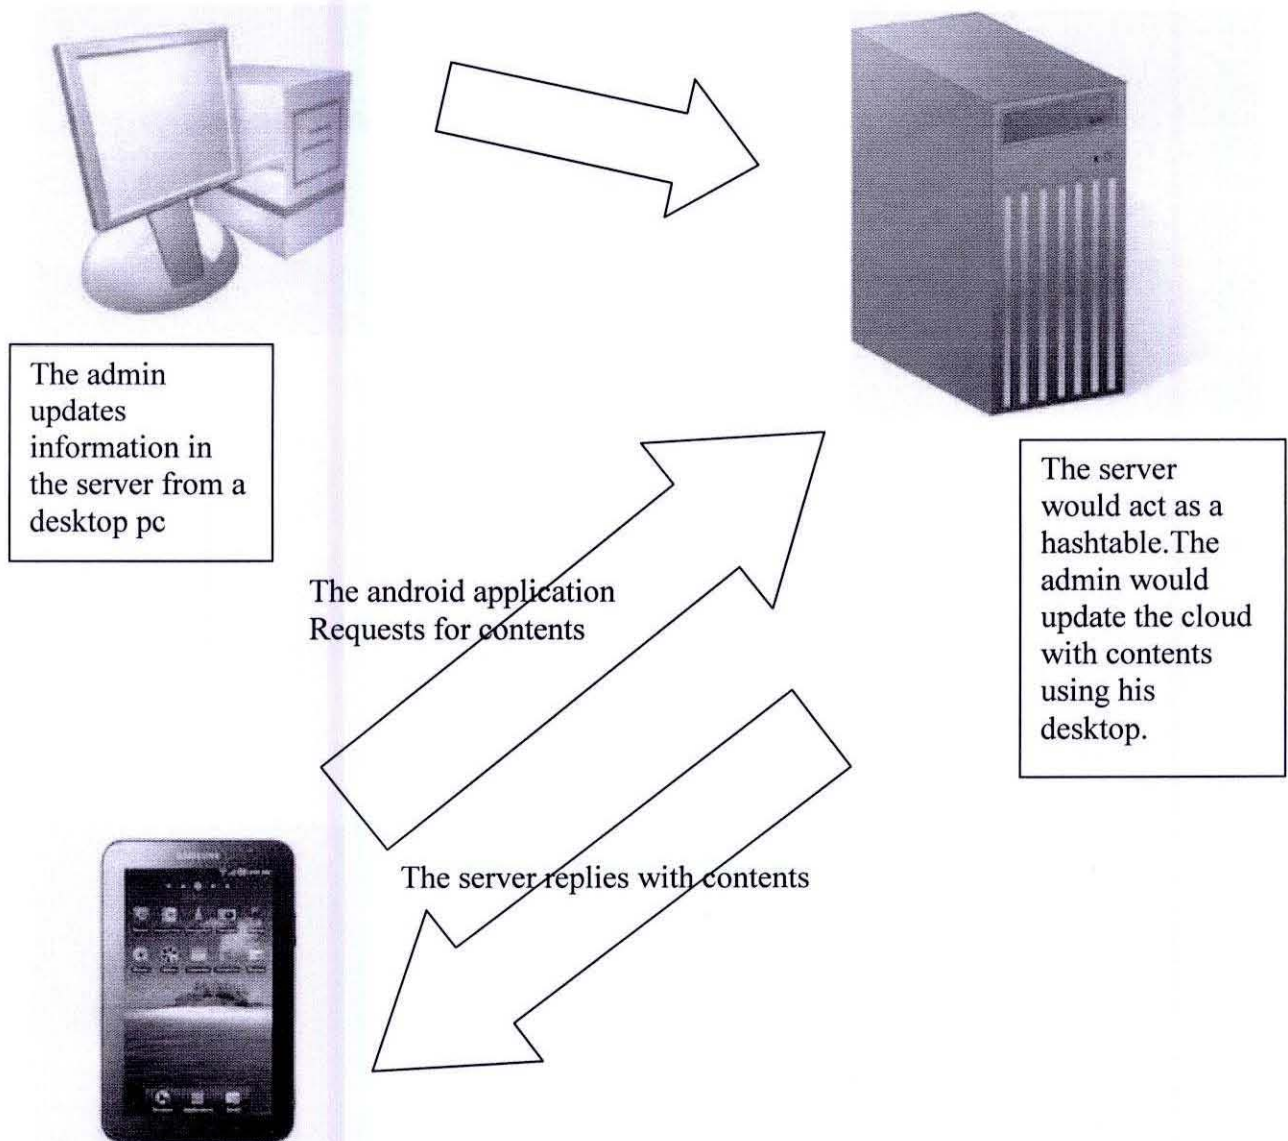 The admin
updates
information in
the server from a
desktop pc
The server
would act as a
hashtable.The
admin would
update the cloud
with contents
using his
desktop.
The android application
Requests for contents
The server replies with contents
SAMSUNG